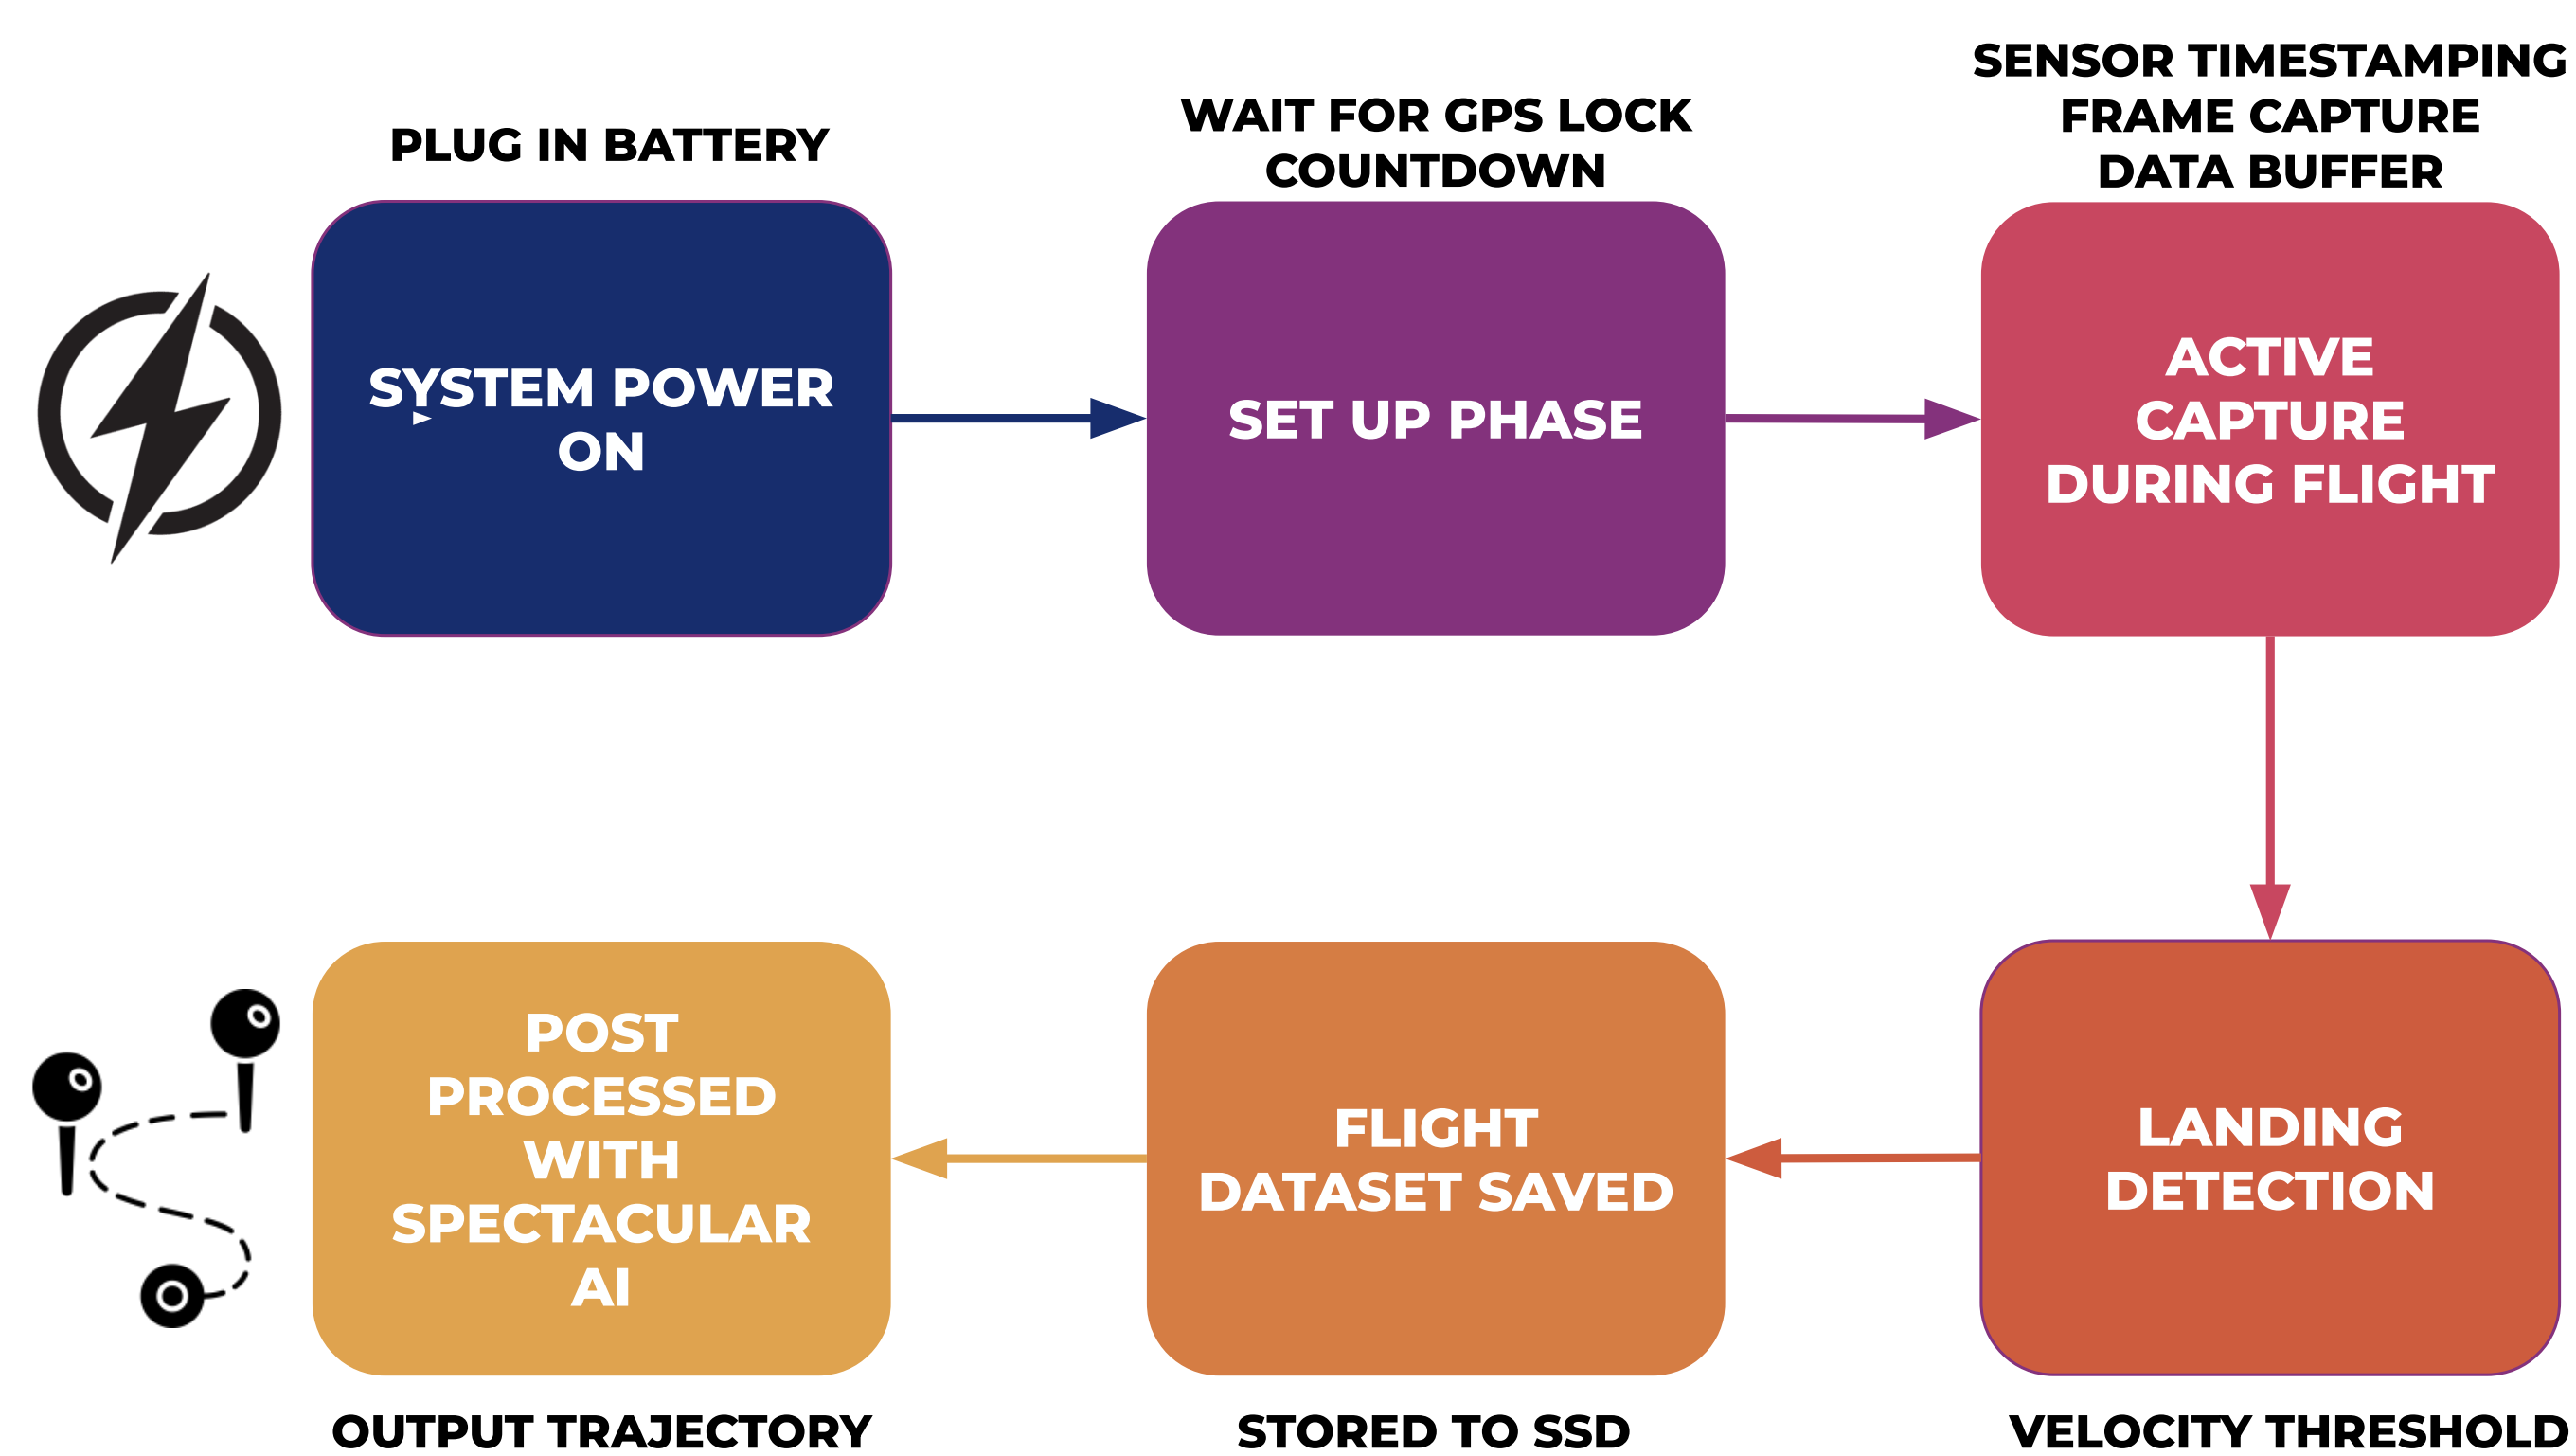 PLUG IN BATTERY
SYSTEM POWER
ON
WAIT FOR GPS LOCK
COUNTDOWN
SET UP PHASE
SENSOR TIMESTAMPING
FRAME CAPTURE
DATA BUFFER
ACTIVE
CAPTURE
DURING FLIGHT
LANDING
DETECTION
VELOCITY THRESHOLD
FLIGHT
DATASET SAVED
STORED TO SSD
POST
PROCESSED
WITH
SPECTACULAR
AI
OUTPUT TRAJECTORY